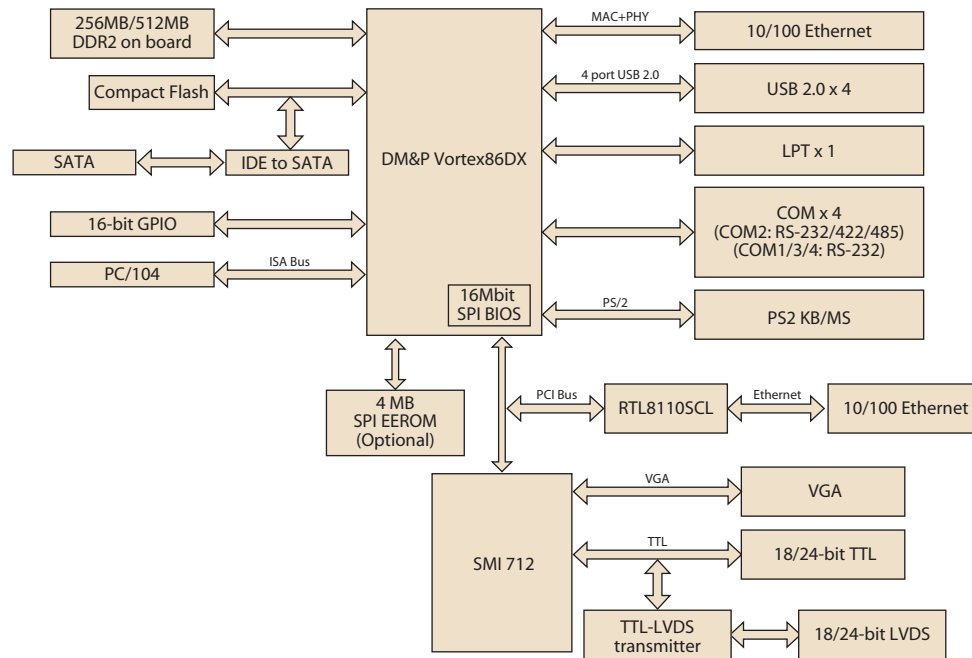 256MB/512MB
DDR2 on board
Compact Flash
SATA
IDE to SATA
16-bit GPIO
PC/104
ISA Bus
DM&P Vortex86DX
16Mbit
SPI BIOS
MAC+PHY
10/100 Ethernet
4 port USB 2.0
USB 2.0 x 4
LPT x 1
COM x 4
(COM2: RS-232/422/485)
(COM1/3/4: RS-232)
PS/2
PS2 KB/MS
4 MB
SPI EEROM
(Optional)
PCI Bus
RTL8110SCL
Ethernet
10/100 Ethernet
SMI 712
VGA
VGA
TTL
18/24-bit TTL
TTL-LVDS
transmitter
18/24-bit LVDS